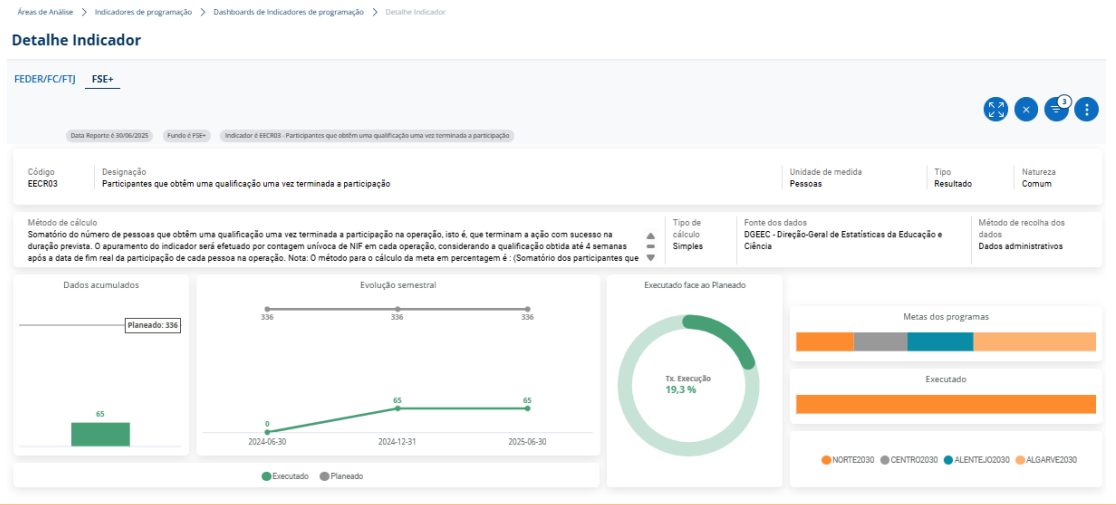 Áreas de Análise > Indicadores de programação > Dashboards de Indicadores de programação > Detalhe Indicador
Detalhe Indicador
FEDER/FC/FTJ FSE+
3
Data Reporte é 30/06/2025 Fundo é FSE+ Indicador é EECR03 - Participantes que obtêm uma qualificação uma vez terminada a participação
Código
EECR03
Designação
Participantes que obtêm uma qualificação uma vez terminada a participação
Unidade de medida
Pessoas
Tipo
Resultado
Natureza
Comum
Método de cálculo
Somatório do número de pessoas que obtêm uma qualificação uma vez terminada a participação na operação, isto é, que terminam a ação com sucesso na
duração prevista. O apuramento do indicador será efetuado por contagem unívoca de NIF em cada operação, considerando a qualificação obtida até 4 semanas
após a data de fim real da participação de cada pessoa na operação. Nota: O método para o cálculo da meta em percentagem é : (Somatório dos participantes que
Tipo de
cálculo
Simples
Fonte dos dados
DGEEC - Direção-Geral de Estatísticas da Educação e
Ciência
Método de recolha dos
dados
Dados administrativos
Dados acumulados
Planeado: 336
65
Evolução semestral
336 336 336
0 65 65
2024-06-30 2024-12-31 2025-06-30
Executado Planeado
Executado face ao Planeado
Tx. Execução
19,3 %
Metas dos programas
Executado
NORTE2030 CENTRO2030 ALENTEJO2030 ALGARVE2030